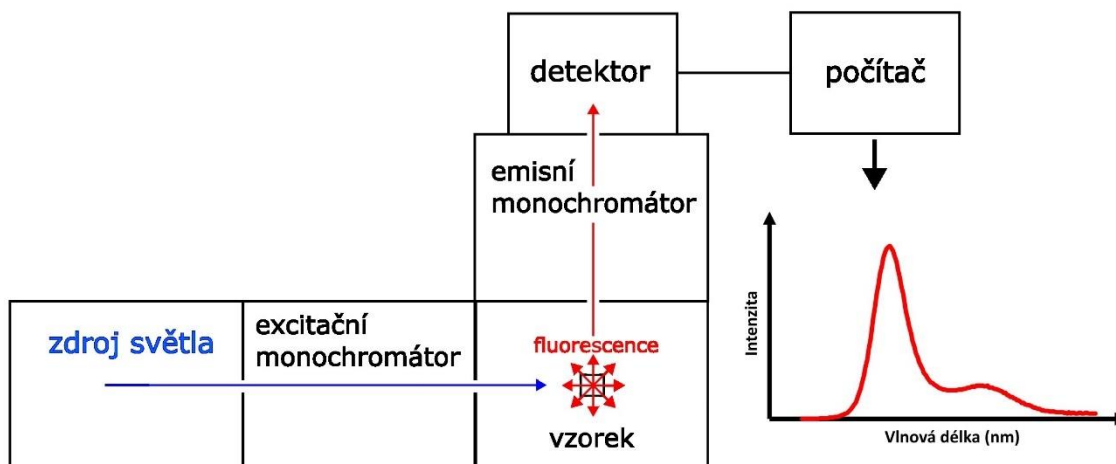 detektor
počítač
emisní
monochromátor
zdroj světla
excitační
monochromátor
fluorescence
vzorek
Intenzita
Vlnová délka (nm)